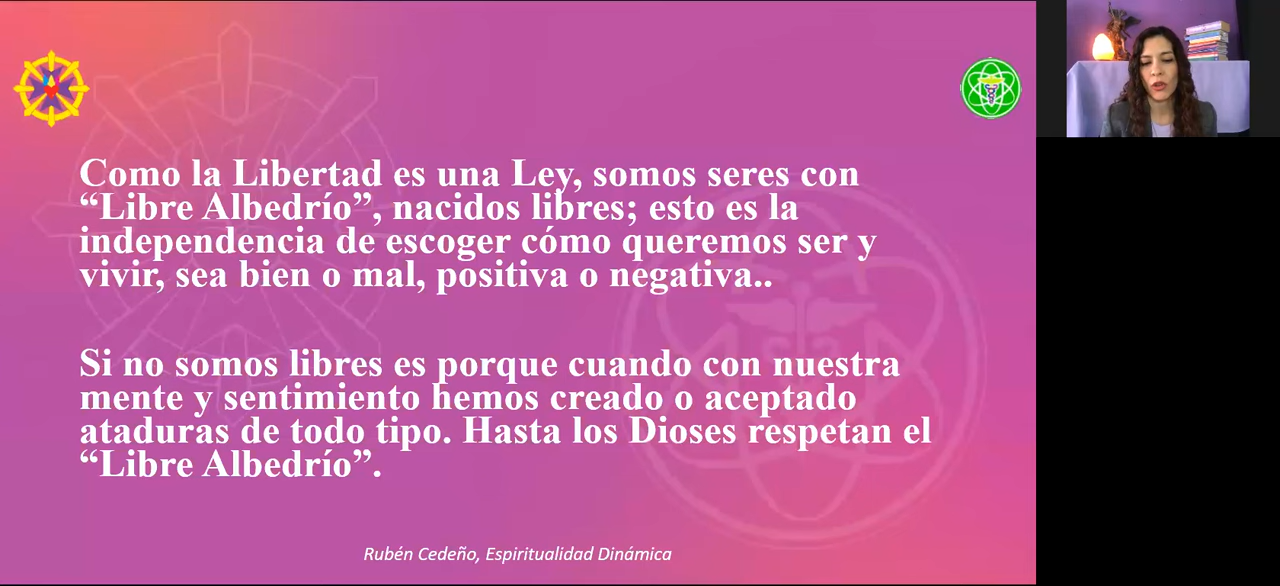 Como la Libertad es una Ley, somos seres con
“Libre Albedrío”, nacidos libres; esto es la
independencia de escoger cómo queremos ser y
vivir, sea bien o mal, positiva o negativa..
Si no somos libres es porque cuando con nuestra
mente y sentimiento hemos creado o aceptado
ataduras de todo tipo. Hasta los Dioses respetan el
“Libre Albedrío”.
Rubén Cedeño, Espiritualidad Dinámica